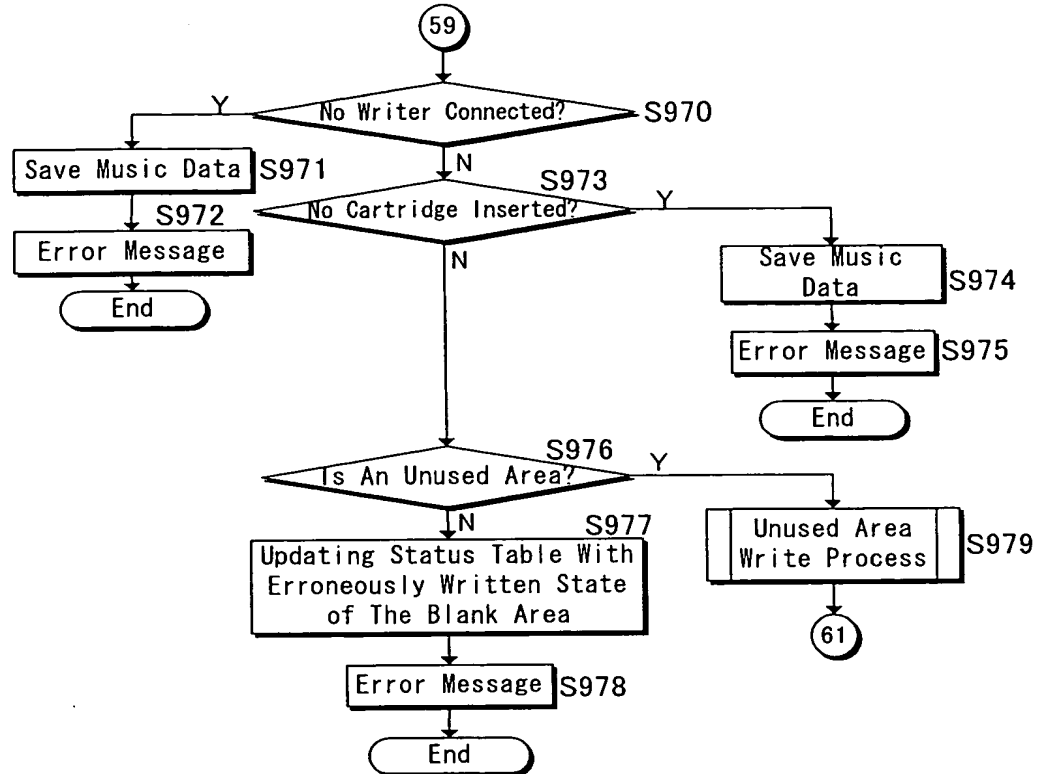 59
No Writer Connected?
S970
Y
N
Save Music Data
S971
S972
Error Message
End
S973
No Cartridge Inserted?
Y
N
Save Music
Data
S974
Error Message
S975
End
S976
Is An Unused Area?
Y
N
S977
Updating Status Table With
Erroneously Written State
of The Blank Area
Unused Area
Write Process
S979
61
Error Message
S978
End